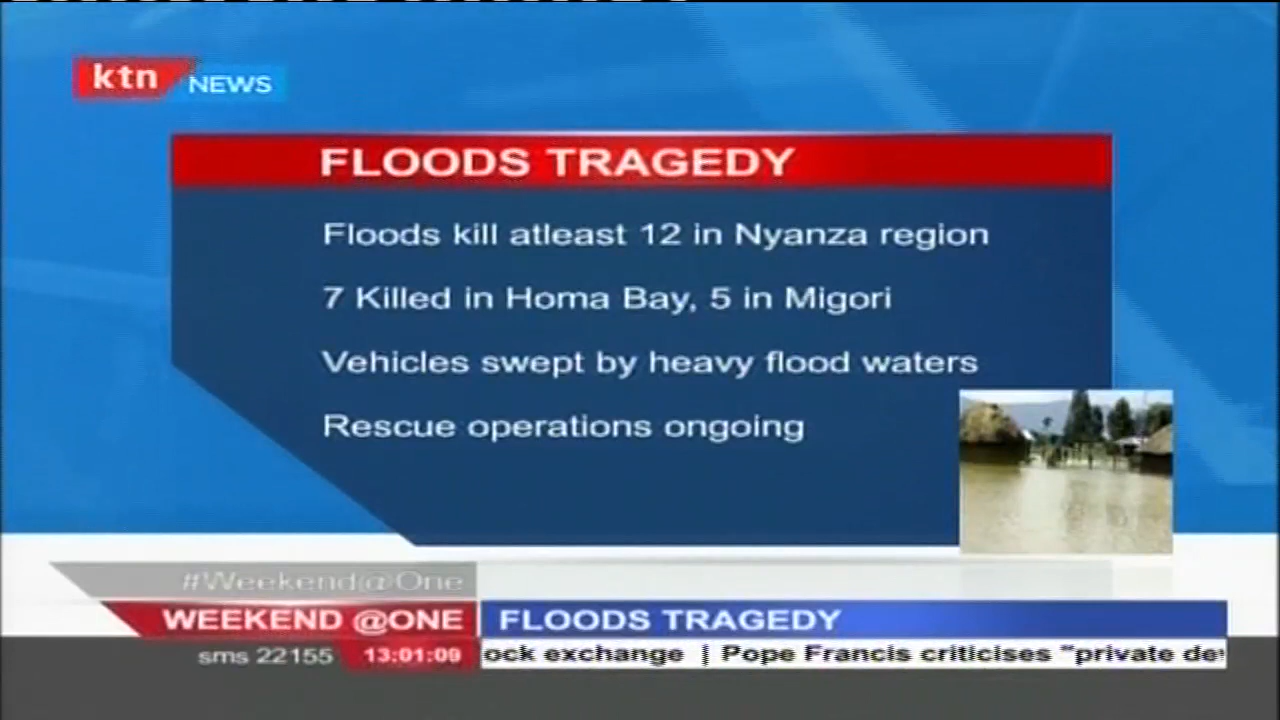 ktn NEWS
FLOODS TRAGEDY
Floods kill atleast 12 in Nyanza region
7 Killed in Homa Bay, 5 in Migori
Vehicles swept by heavy flood waters
Rescue operations ongoing
#Weekend@One
WEEKEND @ONE
FLOODS TRAGEDY
sms 22155
13:01:09
ock exchange | Pope Francis criticises "private de